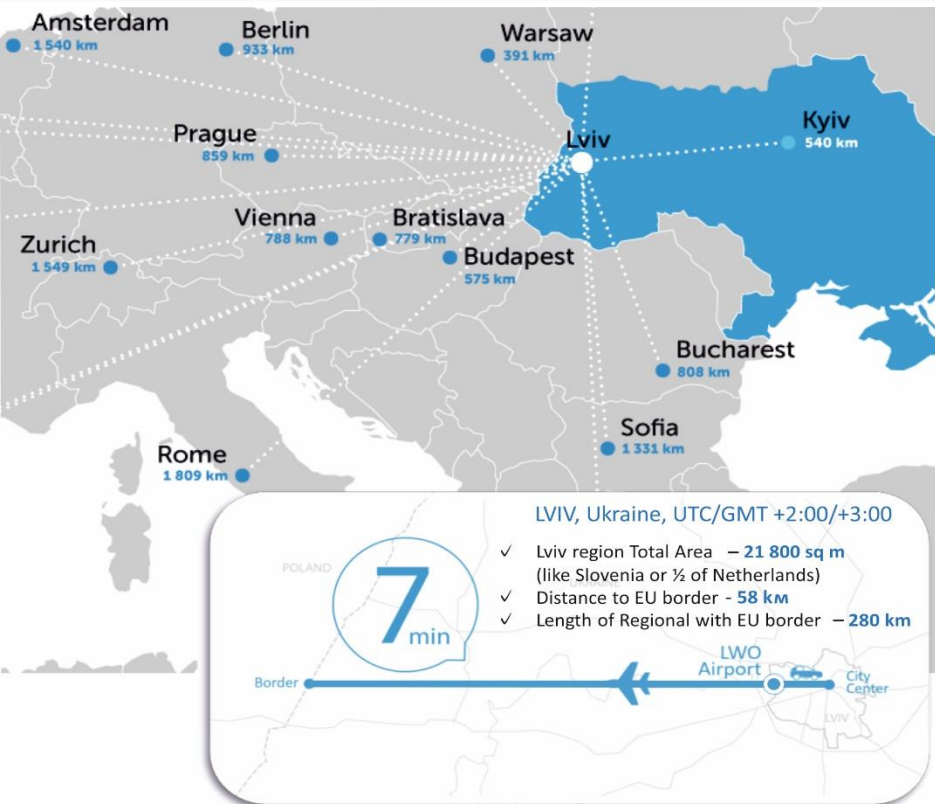 Amsterdam
1 540 km
Berlin
933 km
Warsaw
391 km
Prague
859 km
Lviv
Kyiv
540 km
Vienna
788 km
Bratislava
779 km
Zurich
1 549 km
Budapest
575 km
Bucharest
808 km
Sofia
1 331 km
Rome
1 809 km
LVIV, Ukraine, UTC/GMT +2:00/+3:00
✓ Lviv region Total Area – 21 800 sq m
(like Slovenia or ½ of Netherlands)
✓ Distance to EU border - 58 км
✓ Length of Regional with EU border – 280 km
POLAND
UKRAINE
7 min
LWO
Airport
Border
City
Center
LVIV